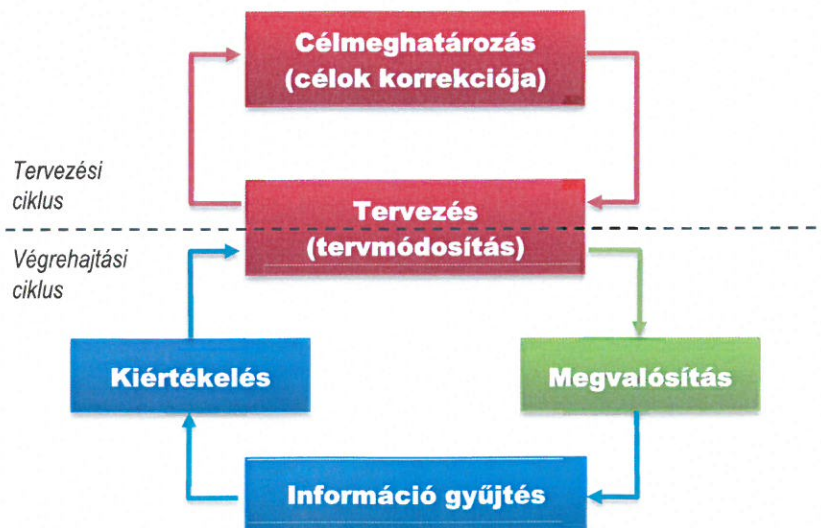 Célmeghatározás
(célok korrekciója)
Tervezési
ciklus
Tervezés
(tervmódosítás)
Végrehajtási
ciklus
Kiértékelés
Megvalósítás
Információ gyűjtés